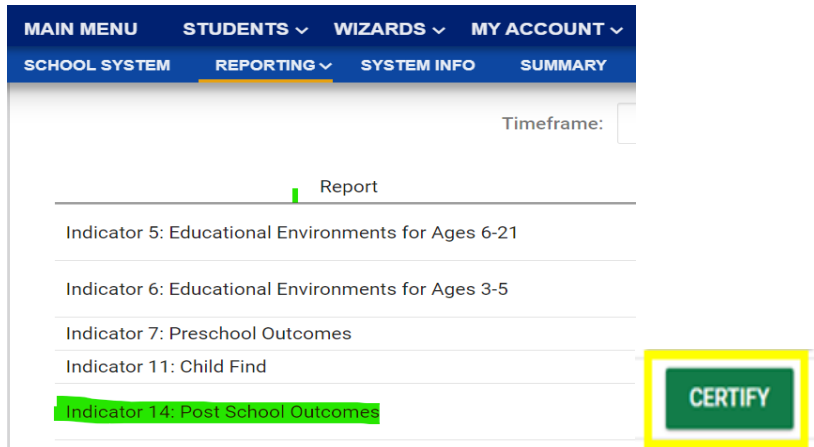 MAIN MENU STUDENTS WIZARDS MY ACCOUNT
SCHOOL SYSTEM REPORTING SYSTEM INFO SUMMARY
Timeframe:
Report
Indicator 5: Educational Environments for Ages 6-21
Indicator 6: Educational Environments for Ages 3-5
Indicator 7: Preschool Outcomes
Indicator 11: Child Find
Indicator 14: Post School Outcomes
CERTIFY